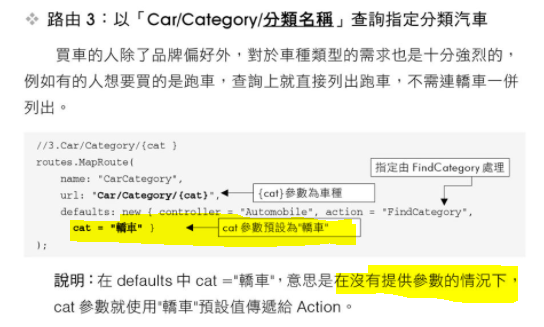 ❖ 路由 3：以「Car/Category/分類名稱」查詢指定分類汽車
買車的人除了品牌偏好外，對於車種類型的需求也是十分強烈的，
例如有的人想要買的是跑車，查詢上就直接列出跑車，不需連轎車一併
列出。
//3.Car/Category/{cat }
routes.MapRoute(
指定由 FindCategory 處理
name: "CarCategory",
url: "Car/Category/{cat}",
{cat}參數為車種
defaults: new { controller = "Automobile", action = "FindCategory",
cat = "轎車" }
cat 參數預設為"轎車"
);
說明：在 defaults 中 cat ="轎車"，意思是在沒有提供參數的情況下，
cat 參數就使用"轎車"預設值傳遞給 Action。